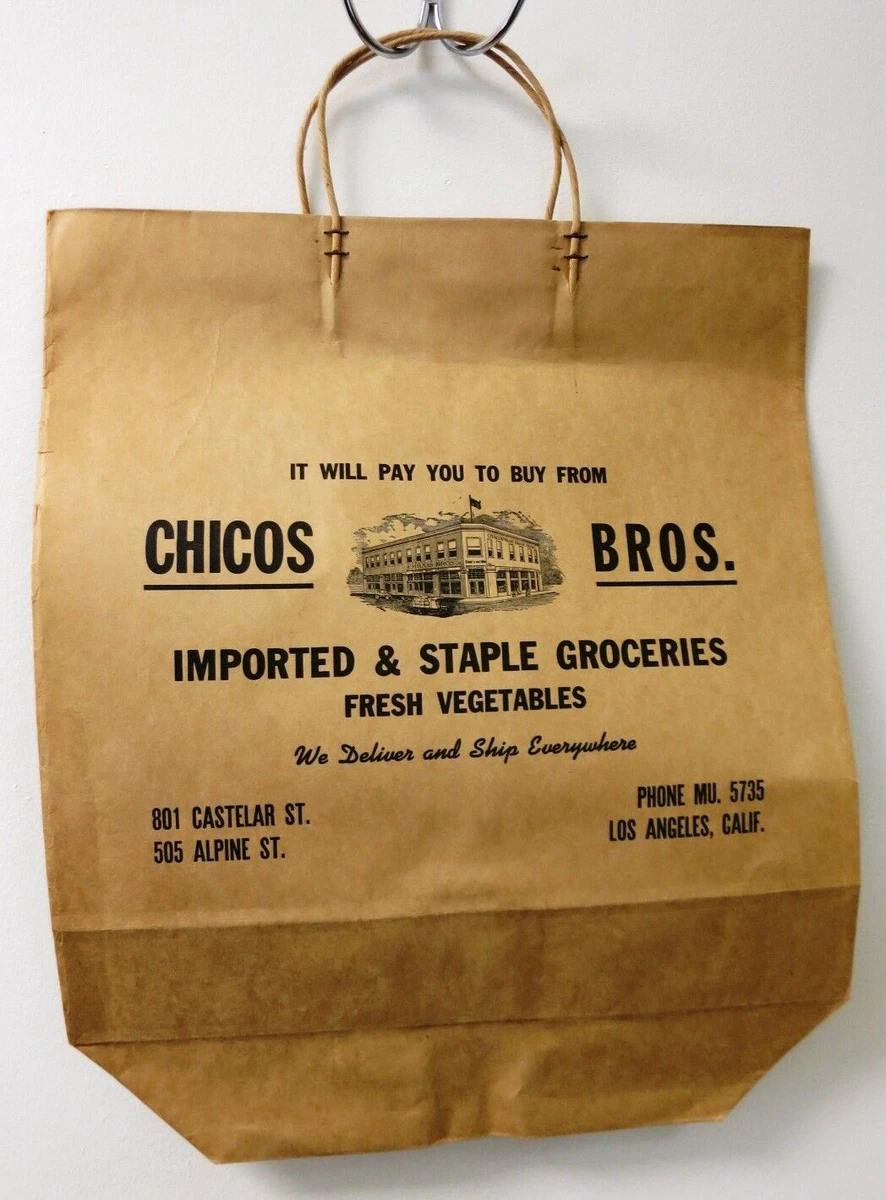 IT WILL PAY YOU TO BUY FROM
CHICOS BROS.
IMPORTED & STAPLE GROCERIES
FRESH VEGETABLES
We Deliver and Ship Everywhere
801 CASTELAR ST.
505 ALPINE ST.
PHONE MU. 5735
LOS ANGELES, CALIF.